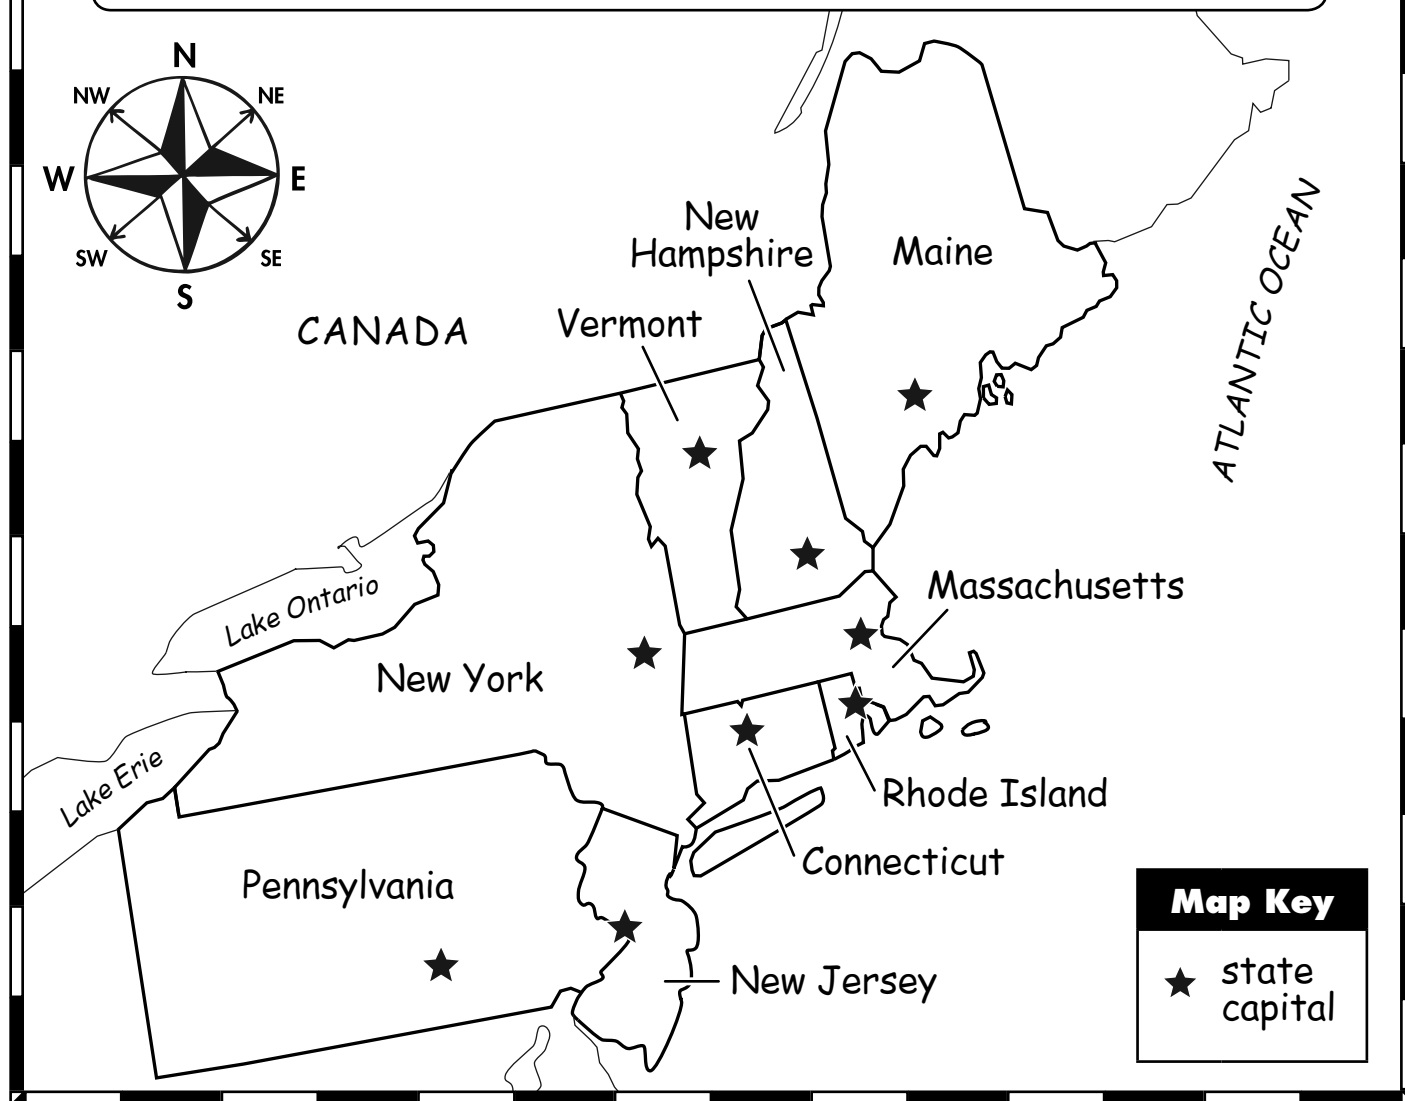 N
NW
NE
W
E
SW
SE
S
New
Hampshire
Maine
Vermont
CANADA
ATLANTIC OCEAN
Lake Ontario
Massachusetts
New York
Lake Erie
Rhode Island
Connecticut
Pennsylvania
New Jersey
Map Key
state
capital